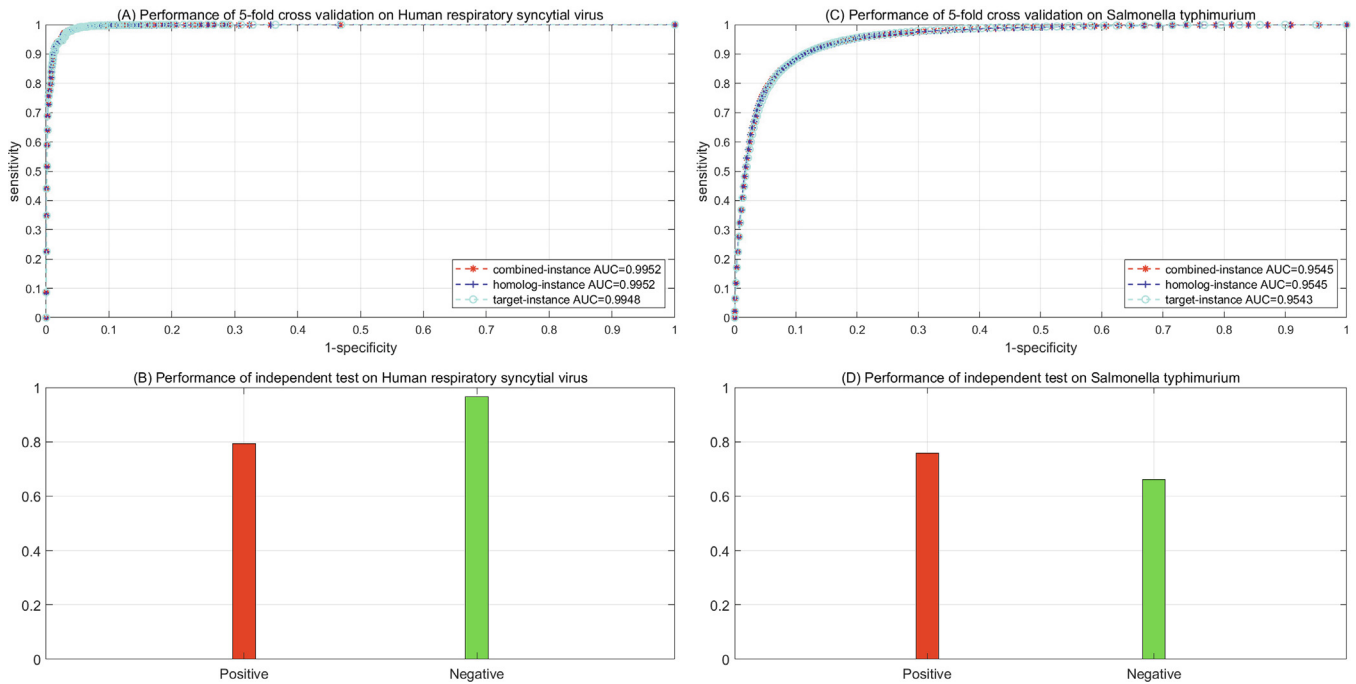 (A) Performance of 5-fold cross validation on Human respiratory syncytial virus
1
0.9
0.8
0.7
0.6
0.5
0.4
0.3
0.2
0.1
0
sensitivity
combined-instance AUC=0.9952
homolog-instance AUC=0.9952
target-instance AUC=0.9948
0 0.1 0.2 0.3 0.4 0.5 0.6 0.7 0.8 0.9 1
1-specificity
(C) Performance of 5-fold cross validation on Salmonella typhimurium
1
0.9
0.8
0.7
0.6
0.5
0.4
0.3
0.2
0.1
0
sensitivity
combined-instance AUC=0.9545
homolog-instance AUC=0.9545
target-instance AUC=0.9543
0 0.1 0.2 0.3 0.4 0.5 0.6 0.7 0.8 0.9 1
1-specificity
(B) Performance of independent test on Human respiratory syncytial virus
1
0.8
0.6
0.4
0.2
0
Positive Negative
(D) Performance of independent test on Salmonella typhimurium
1
0.8
0.6
0.4
0.2
0
Positive Negative